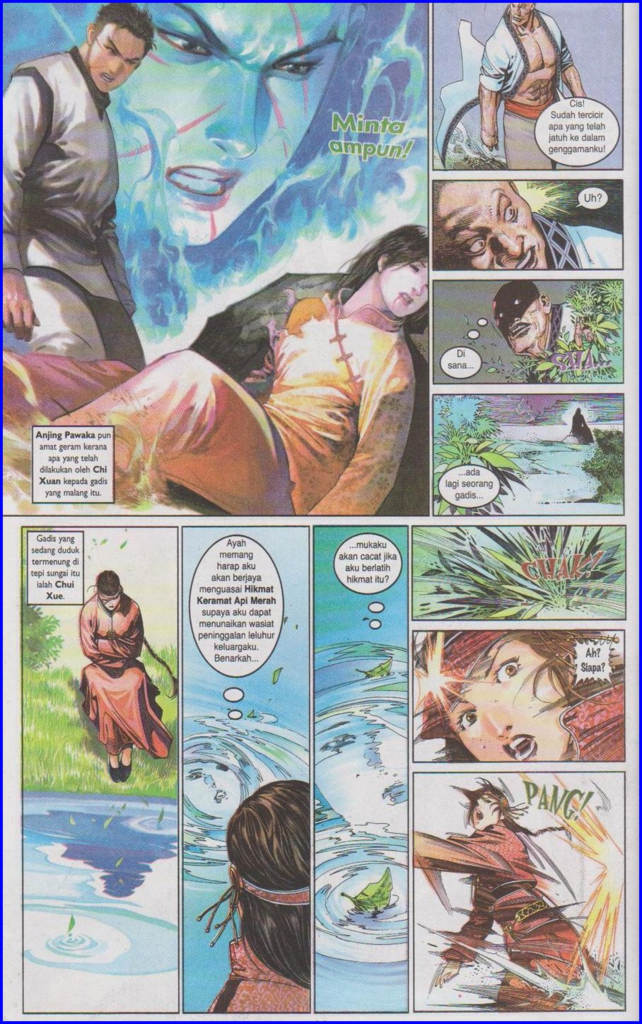 Minta
ampun!
Anjing Pawaka pun
amat geram kerana
apa yang telah
dilakukan oleh Chi
Xuan kepada gadis
yang malang itu.
Cis!
Sudah tercicir
apa yang telah
jatuh ke dalam
genggamanku!
Uh?
Di
sana...
SAIA...
...ada
lagi seorang
gadis...
Gadis yang
sedang duduk
termenung di
tepi sungai itu
ialah Chui
Xue.
Ayah
memang
harap aku
akan berjaya
menguasai Hikmat
Keramat Api Merah
supaya aku dapat
menunaikan wasiat
peninggalan leluhur
keluargaku.
Benarkah...
...mukaku
akan cacat jika
aku berlatih
hikmat itu?
CHAK!
Ah?
Siapa?
PANG!